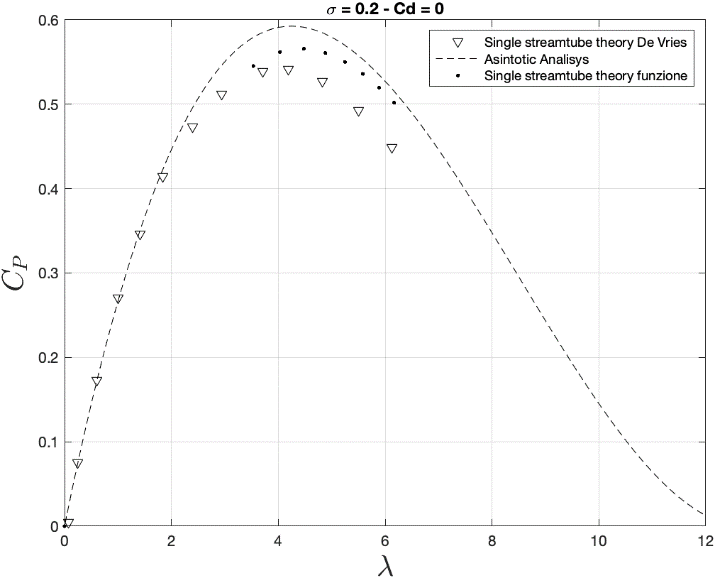 σ = 0.2 - Cd = 0
Single streamtube theory De Vries
Asintotic Analisys
Single streamtube theory funzione
0.6
0.5
0.4
0.3
0.2
0.1
0
C_P
0 2 4 6 8 10 12
λ